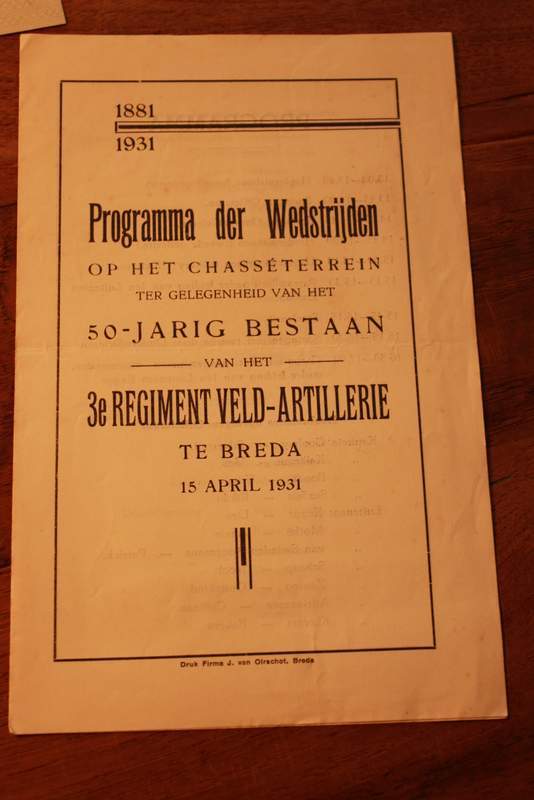 1881
1931
Programma der Wedstrijden
OP HET CHASSÉTERREIN
TER GELEGENHEID VAN HET
50-JARIG BESTAAN
VAN HET
3e REGIMENT VELD-ARTILLERIE
TE BREDA
15 APRIL 1931
Druk Firma J. van Oirschot, Breda